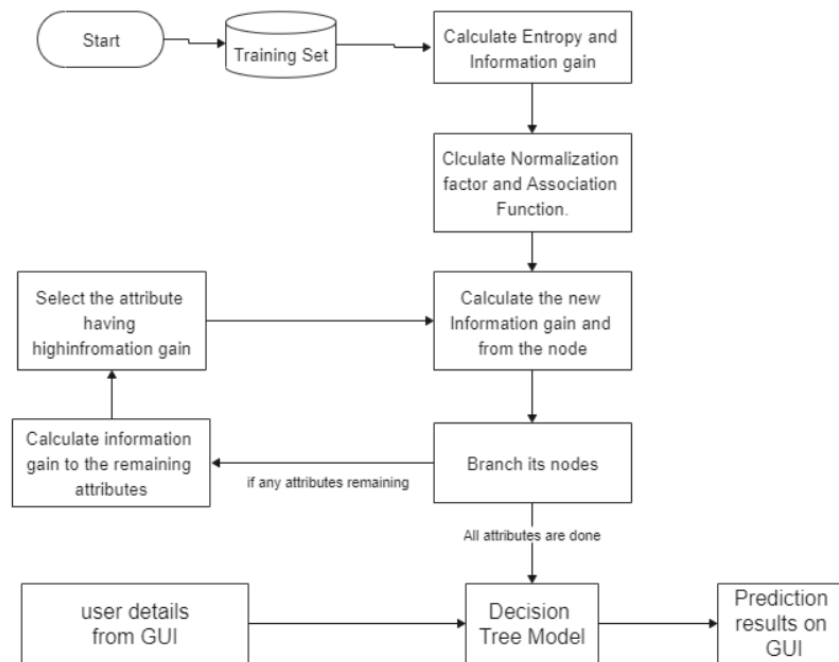 Start
Training Set
Calculate Entropy and
Information gain
Clculate Normalization
factor and Association
Function.
Select the attribute
having
highinfromation gain
Calculate the new
Information gain and
from the node
Calculate information
gain to the remaining
attributes
if any attributes remaining
Branch its nodes
All attributes are done
user details
from GUI
Decision
Tree Model
Prediction
results on
GUI